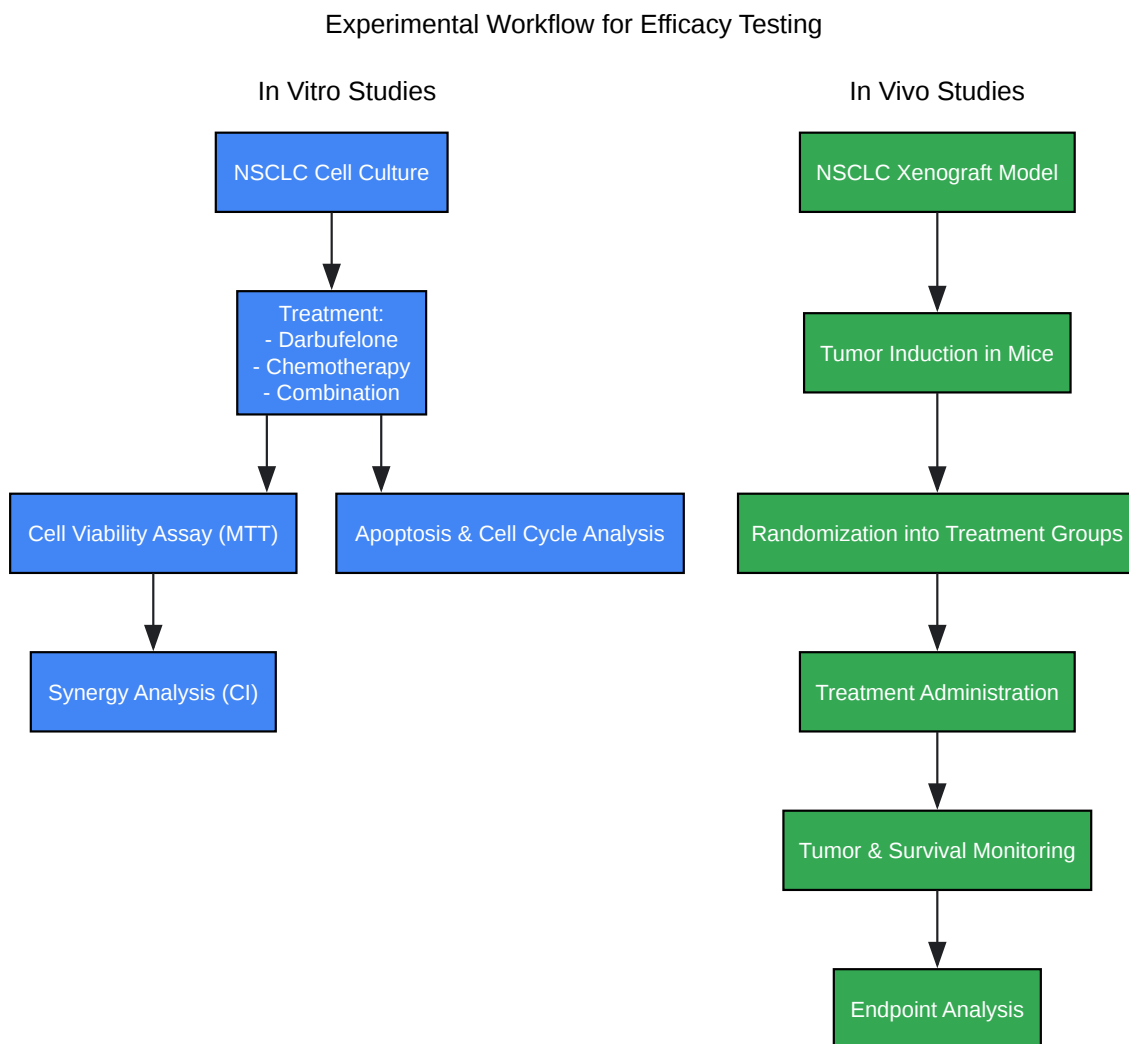 Experimental Workflow for Efficacy Testing
In Vitro Studies
NSCLC Cell Culture
Treatment:
- Darbufelone
- Chemotherapy
- Combination
Cell Viability Assay (MTT)
Apoptosis & Cell Cycle Analysis
Synergy Analysis (CI)
In Vivo Studies
NSCLC Xenograft Model
Tumor Induction in Mice
Randomization into Treatment Groups
Treatment Administration
Tumor & Survival Monitoring
Endpoint Analysis